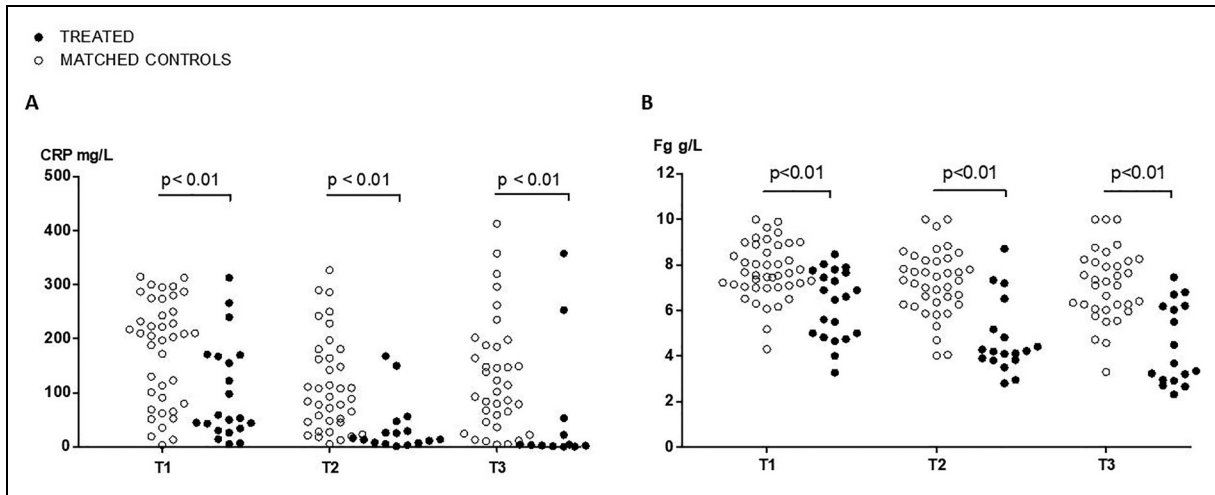 TREATED
MATCHED CONTROLS
A
CRP mg/L
500
400
300
200
100
0
p< 0.01
p< 0.01
p< 0.01
T1
T2
T3
B
Fg g/L
12
10
8
6
4
2
0
p<0.01
p<0.01
p<0.01
T1
T2
T3